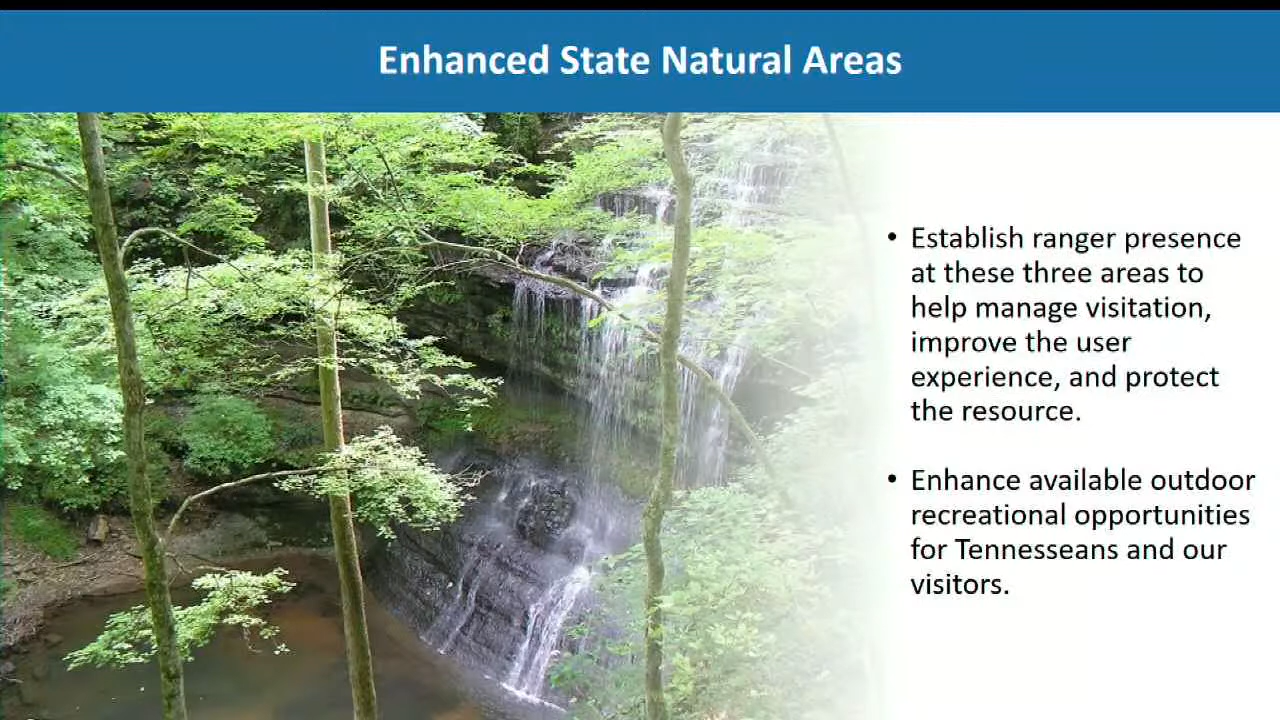 Enhanced State Natural Areas
• Establish ranger presence
at these three areas to
help manage visitation,
improve the user
experience, and protect
the resource.
• Enhance available outdoor
recreational opportunities
for Tennesseans and our
visitors.